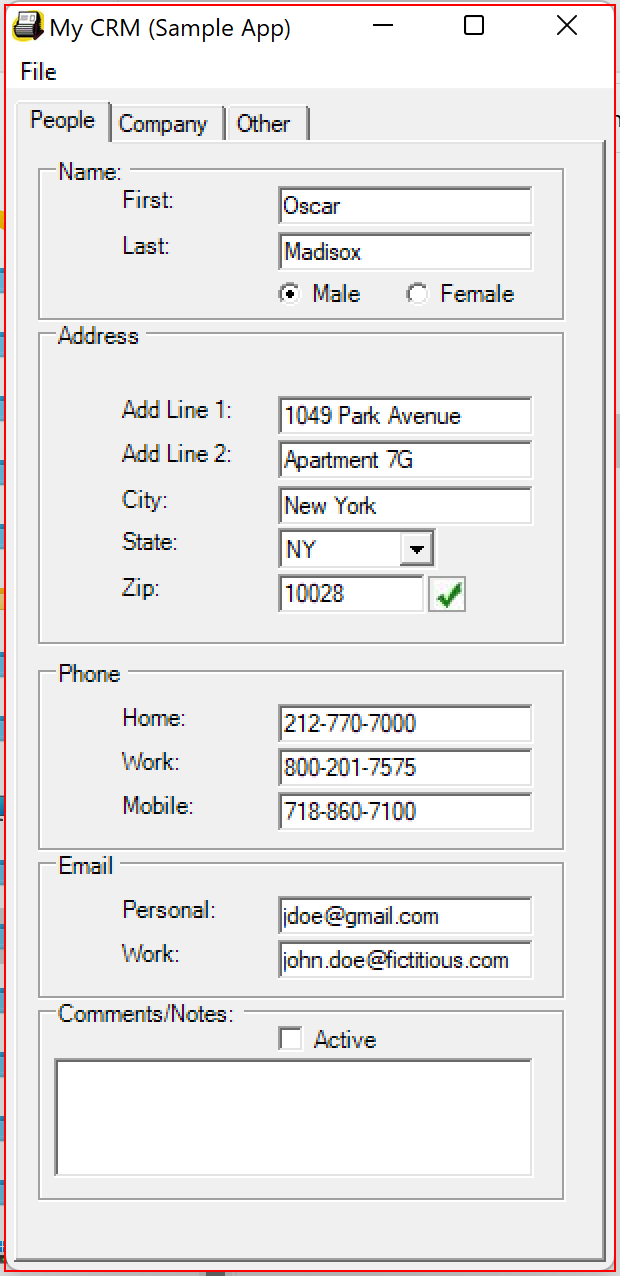 My CRM (Sample App)
File
People Company Other
Name:
First: Oscar
Last: Madisox
Male Female
Address
Add Line 1: 1049 Park Avenue
Add Line 2: Apartment 7G
City: New York
State: NY
Zip: 10028
Phone
Home: 212-770-7000
Work: 800-201-7575
Mobile: 718-860-7100
Email
Personal: jdoe@gmail.com
Work: john.doe@fictitious.com
Comments/Notes:
Active